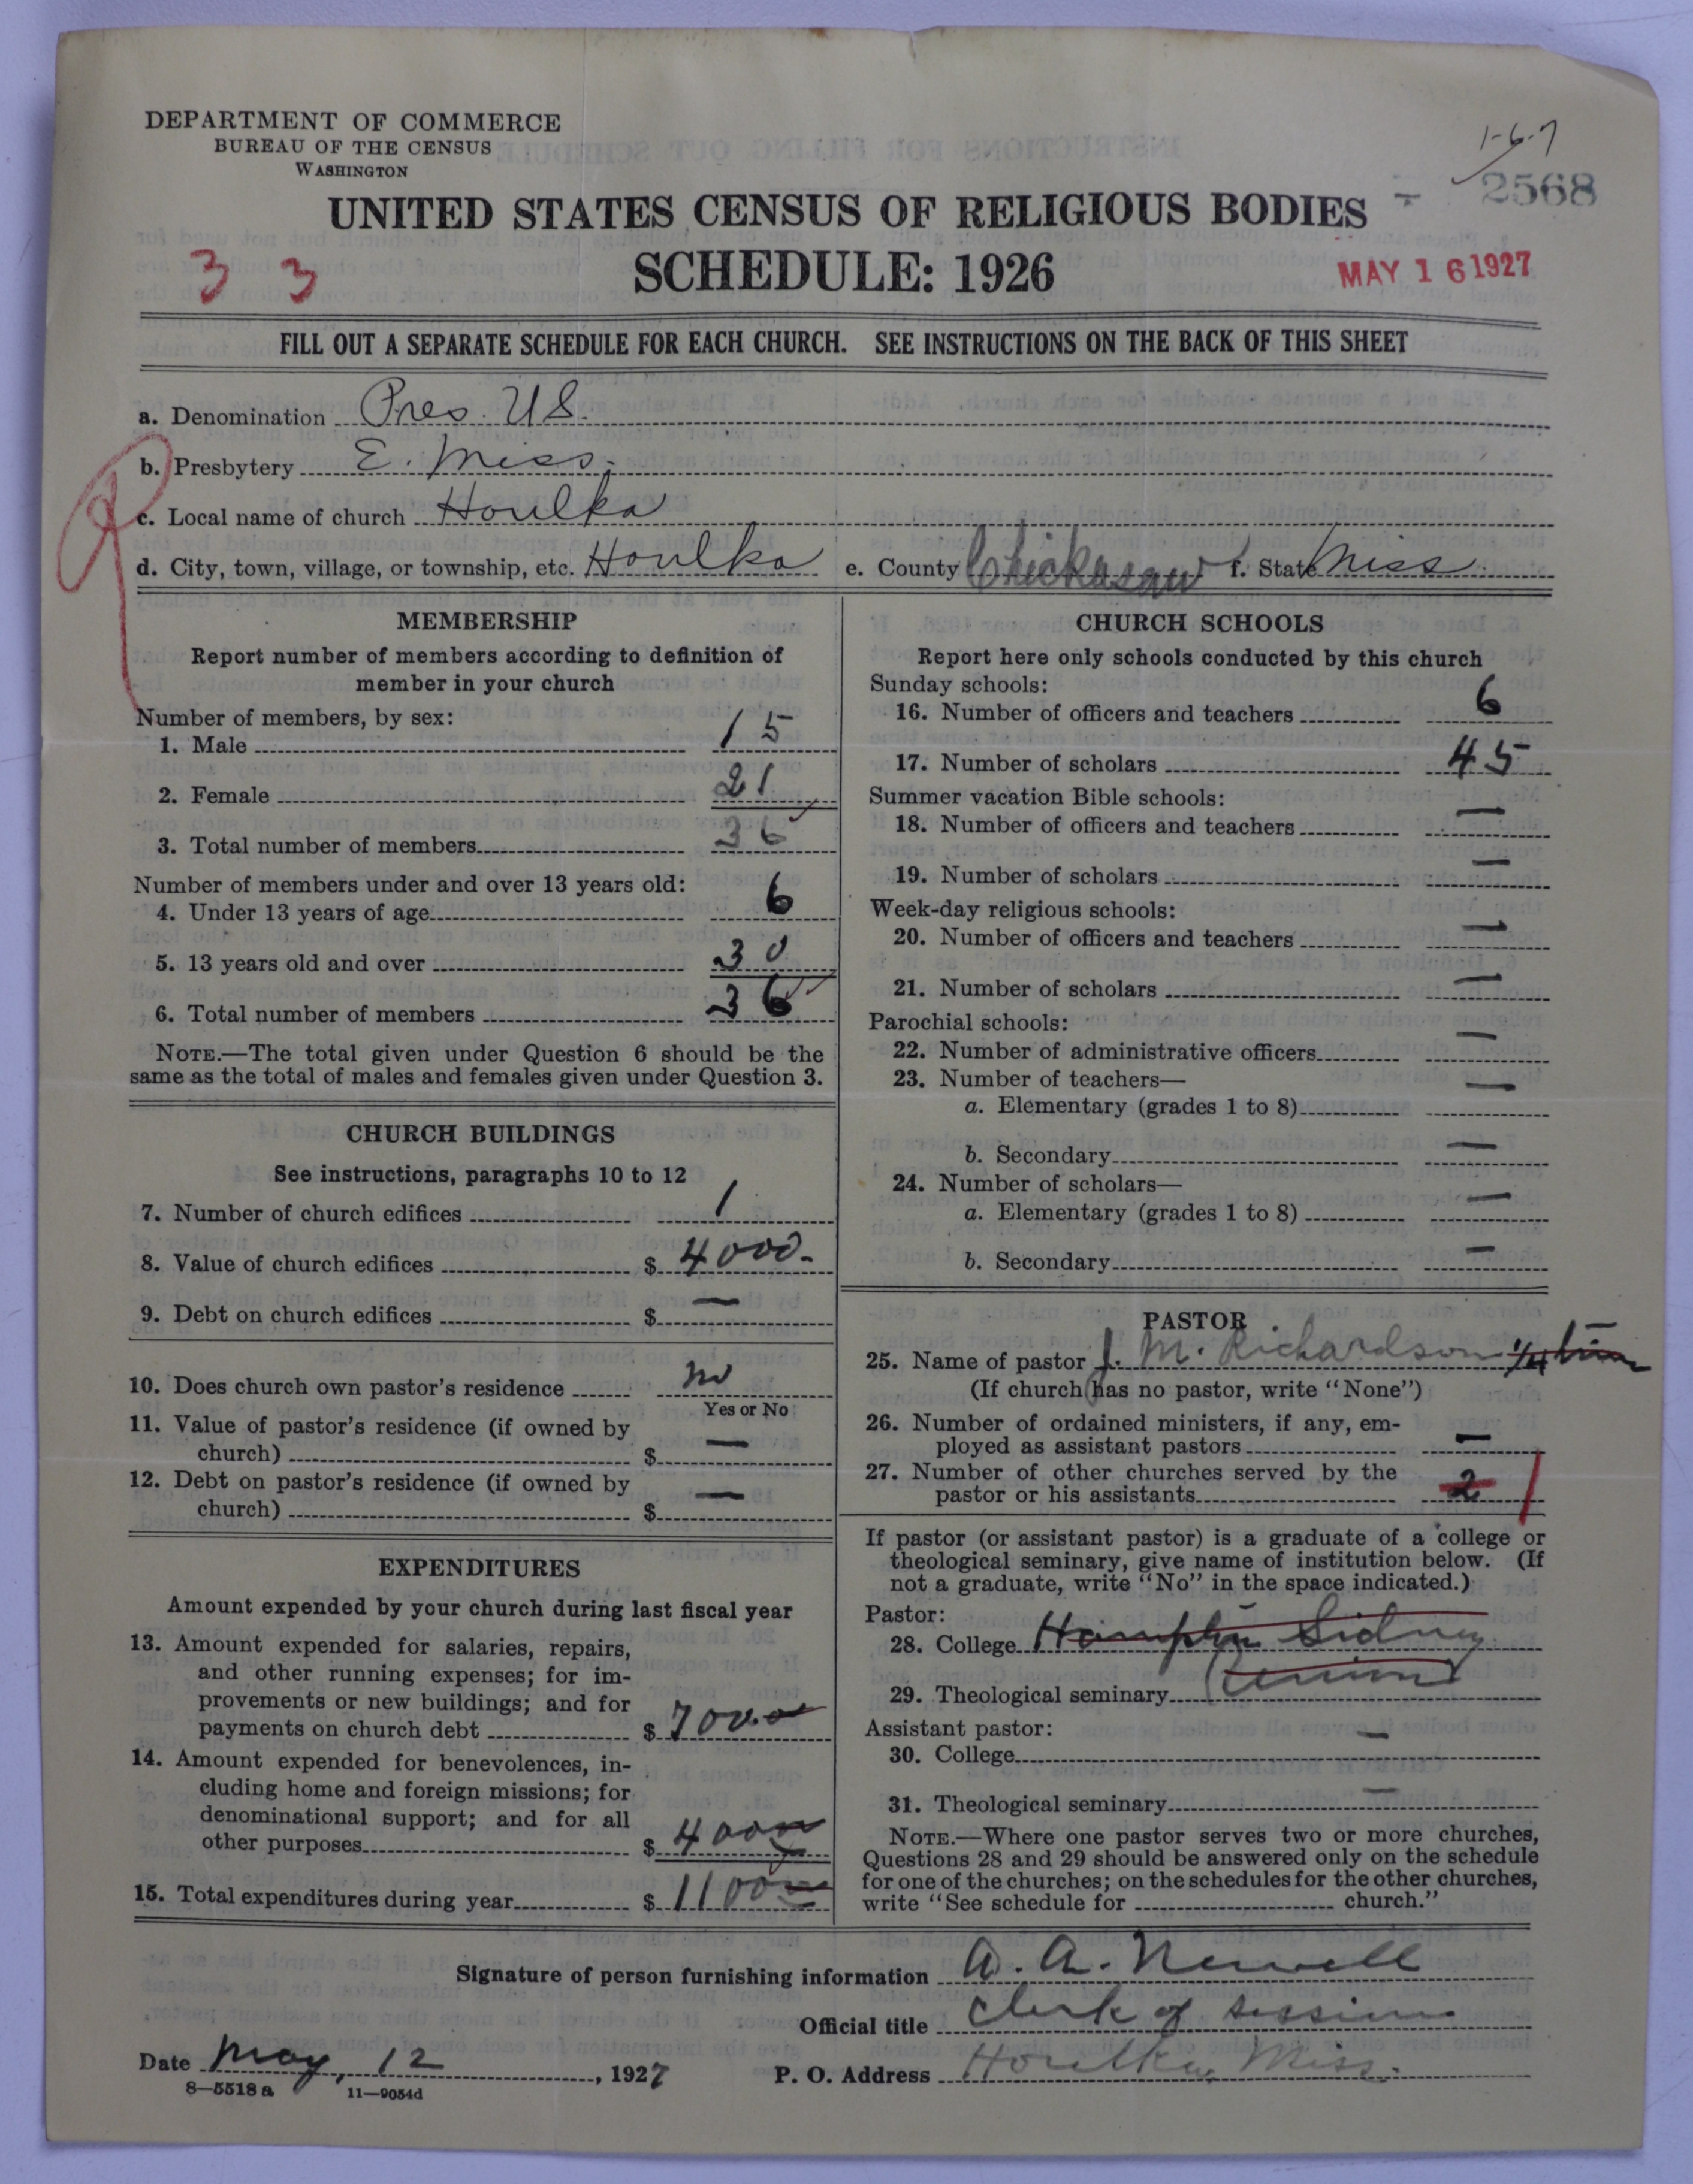 DEPARTMENT OF COMMERCE
BUREAU OF THE CENSUS
WASHINGTON
1-6-7
2568
UNITED STATES CENSUS OF RELIGIOUS BODIES
SCHEDULE: 1926
3 3
MAY 16 1927
FILL OUT A SEPARATE SCHEDULE FOR EACH CHURCH. SEE INSTRUCTIONS ON THE BACK OF THIS SHEET
a. Denomination Pres. US.
b. Presbytery E. Miss.
c. Local name of church Houlka
d. City, town, village, or township, etc. Houlka e. County Chickasaw f. State Miss
MEMBERSHIP
Report number of members according to definition of
member in your church
Number of members, by sex:
1. Male 15
2. Female 21
3. Total number of members 36
Number of members under and over 13 years old:
4. Under 13 years of age 6
5. 13 years old and over 30
6. Total number of members 36
NOTE.—The total given under Question 6 should be the
same as the total of males and females given under Question 3.
CHURCH BUILDINGS
See instructions, paragraphs 10 to 12
7. Number of church edifices 1
8. Value of church edifices $ 4000-
9. Debt on church edifices $ —
10. Does church own pastor's residence no
Yes or No
11. Value of pastor's residence (if owned by
church) $ —
12. Debt on pastor's residence (if owned by
church) $ —
EXPENDITURES
Amount expended by your church during last fiscal year
13. Amount expended for salaries, repairs,
and other running expenses; for im-
provements or new buildings; and for
payments on church debt $ 700.
14. Amount expended for benevolences, in-
cluding home and foreign missions; for
denominational support; and for all
other purposes $ 400
15. Total expenditures during year $ 1100
CHURCH SCHOOLS
Report here only schools conducted by this church
Sunday schools:
16. Number of officers and teachers 6
17. Number of scholars 45
Summer vacation Bible schools:
18. Number of officers and teachers —
19. Number of scholars —
Week-day religious schools:
20. Number of officers and teachers —
21. Number of scholars —
Parochial schools:
22. Number of administrative officers —
23. Number of teachers—
a. Elementary (grades 1 to 8) —
b. Secondary —
24. Number of scholars—
a. Elementary (grades 1 to 8) —
b. Secondary —
PASTOR
25. Name of pastor J. M. Richardson 1/4 time
(If church has no pastor, write "None")
26. Number of ordained ministers, if any, em-
ployed as assistant pastors —
27. Number of other churches served by the
pastor or his assistants 2 1
If pastor (or assistant pastor) is a graduate of a college or
theological seminary, give name of institution below. (If
not a graduate, write "No" in the space indicated.)
Pastor:
28. College Hampden Sidney
29. Theological seminary Union
Assistant pastor:
30. College —
31. Theological seminary —
NOTE.—Where one pastor serves two or more churches,
Questions 28 and 29 should be answered only on the schedule
for one of the churches; on the schedules for the other churches,
write "See schedule for church."
Signature of person furnishing information A. A. Newell
Official title Clerk of session
Date May 12, 1927 P. O. Address Houlka, Miss.
8—5518a 11—9054d